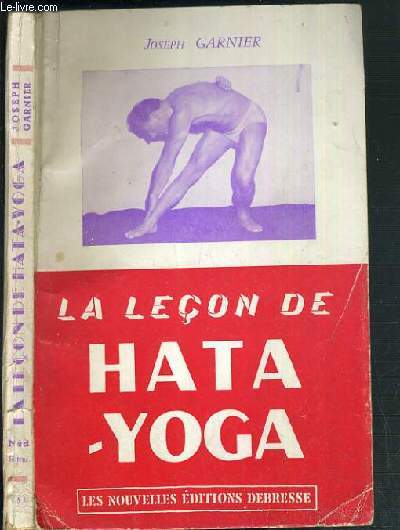 le-livre.com
JOSEPH GARNIER
LA LEÇON DE
HATA
-YOGA
LES NOUVELLES ÉDITIONS DEBRESSE
JOSEPH
GARNIER
LA LEÇON DE HATA-YOGA